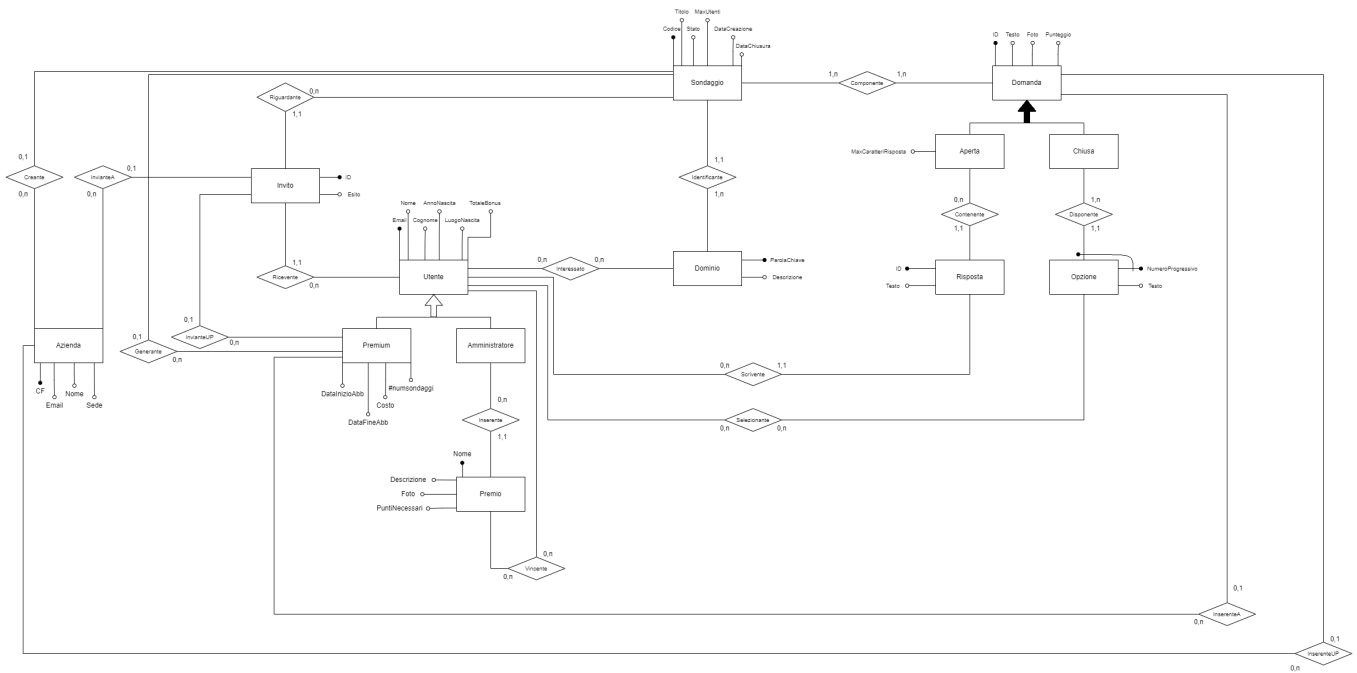 Titolo
MaxUtenti
Codice
Stato
DataCreazione
DataChiusura
ID
Testo
Foto
Punteggio
Sondaggio
1,n
Componente
1,n
Domanda
Riguardante
0,n
1,1
MaxCaratteriRisposta
Aperta
Chiusa
0,1
Creante
0,n
InvianteA
0,1
0,n
Invito
ID
Esito
1,1
Identificante
1,n
0,n
Contenente
1,1
1,n
Disponente
1,1
Nome
AnnoNascita
TotaleBonus
Email
Cognome
LuogoNascita
1,1
Ricevente
0,n
Utente
0,n
Interessato
0,n
Dominio
ParolaChiave
Descrizione
ID
Testo
Risposta
Opzione
NumeroProgressivo
Testo
0,1
InvianteUP
0,n
0,1
Generante
0,n
Azienda
CF
Email
Nome
Sede
Premium
Amministratore
DataInizioAbb
DataFineAbb
Costo
#numsondaggi
0,n
Scrivente
1,1
0,n
Selezionante
0,n
0,n
Inserente
1,1
Nome
Descrizione
Foto
PuntiNecessari
Premio
0,n
Vincente
0,n
0,1
InserenteA
0,n
0,1
InserenteUP
0,n